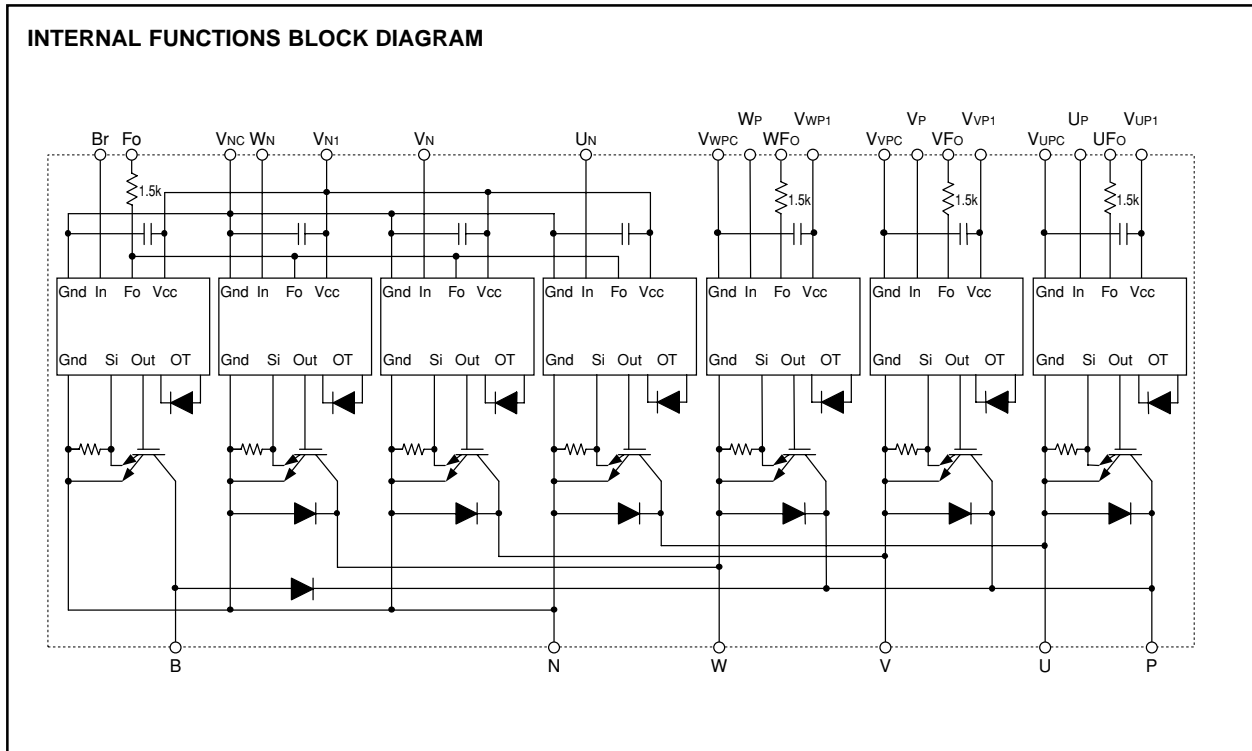 INTERNAL FUNCTIONS BLOCK DIAGRAM
WP VWP1 VP VVP1 UP VUP1
Br Fo VNC WN VN1 VN UN VWPC WFO VVPC VFO VUPC UFO
1.5k 1.5k 1.5k 1.5k
Gnd In Fo Vcc Gnd In Fo Vcc Gnd In Fo Vcc Gnd In Fo Vcc Gnd In Fo Vcc Gnd In Fo Vcc Gnd In Fo Vcc
Gnd Si Out OT Gnd Si Out OT Gnd Si Out OT Gnd Si Out OT Gnd Si Out OT Gnd Si Out OT Gnd Si Out OT
B N W V U P